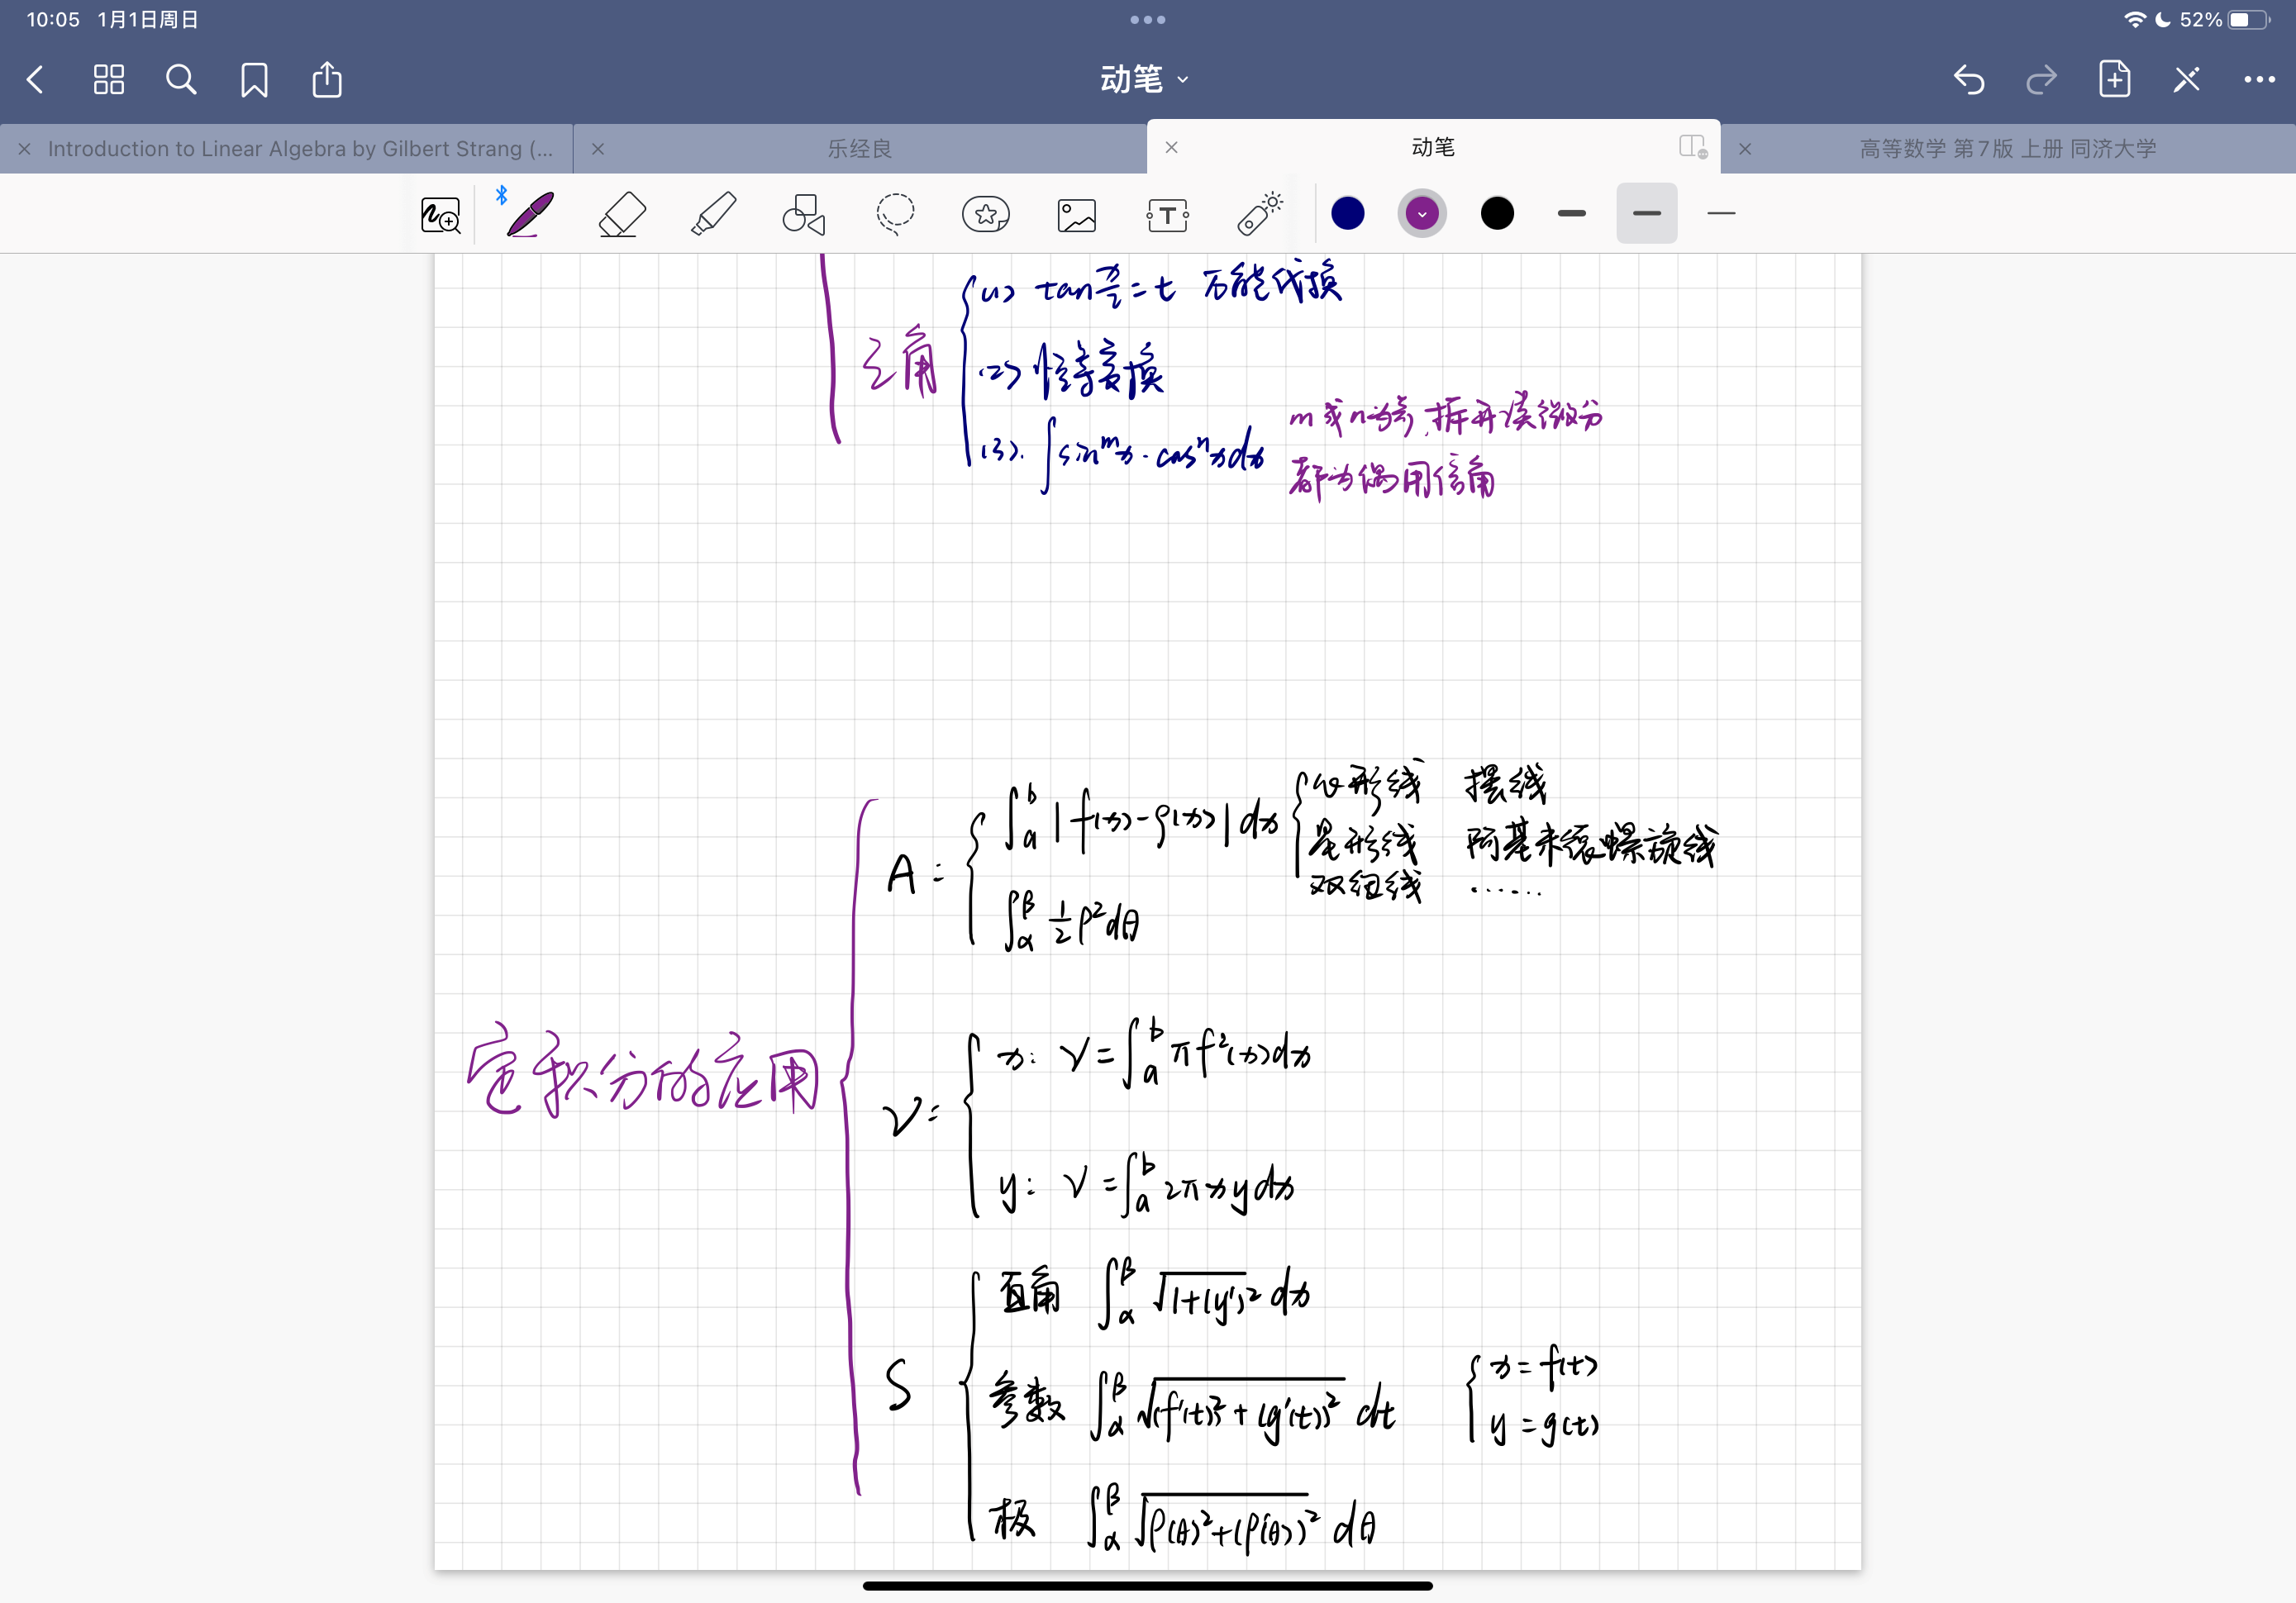 10:05 1月1日周日
52%
动笔
Introduction to Linear Algebra by Gilbert Strang (...
乐经良
动笔
高等数学 第7版 上册 同济大学
三角
(1) tan x/2 = t 万能代换
(2) 恒等变换
(3). ∫ sin^m x · cos^n x dx
m或n为奇,拆开凑微分
都为偶用倍角
定积分的应用
A:
∫_a^b |f(x)-g(x)| dx
心形线 摆线
星形线 阿基米德螺旋线
双纽线 ......
∫_α^β 1/2 ρ² dθ
V:
x: V = ∫_a^b π f²(x) dx
y: V = ∫_a^b 2π x y dx
S
直角 ∫_α^β √1+(y')² dx
参数 ∫_α^β √(f'(t))² + (g'(t))² dt
x = f(t)
y = g(t)
极 ∫_α^β √ρ(θ)² + (ρ'(θ))² dθ